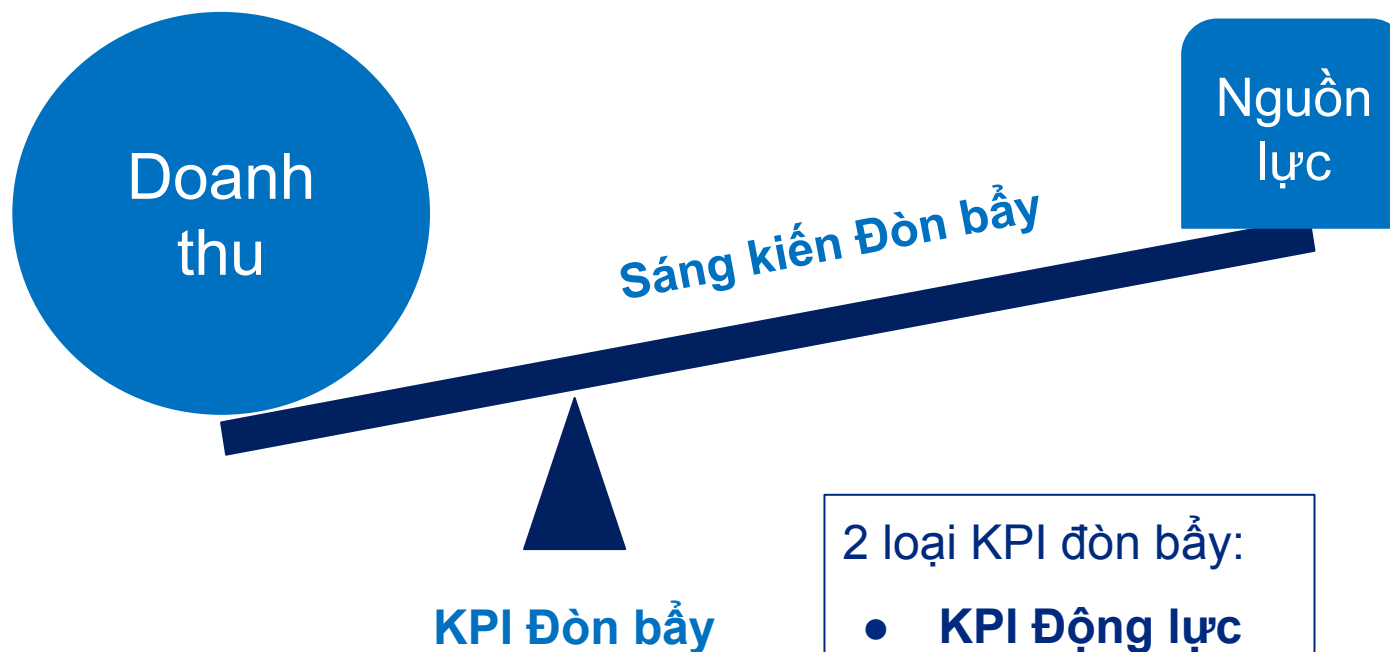 Doanh
thu
Nguồn
lực
Sáng kiến Đòn bẩy
KPI Đòn bẩy
2 loại KPI đòn bẩy:
● KPI Động lực